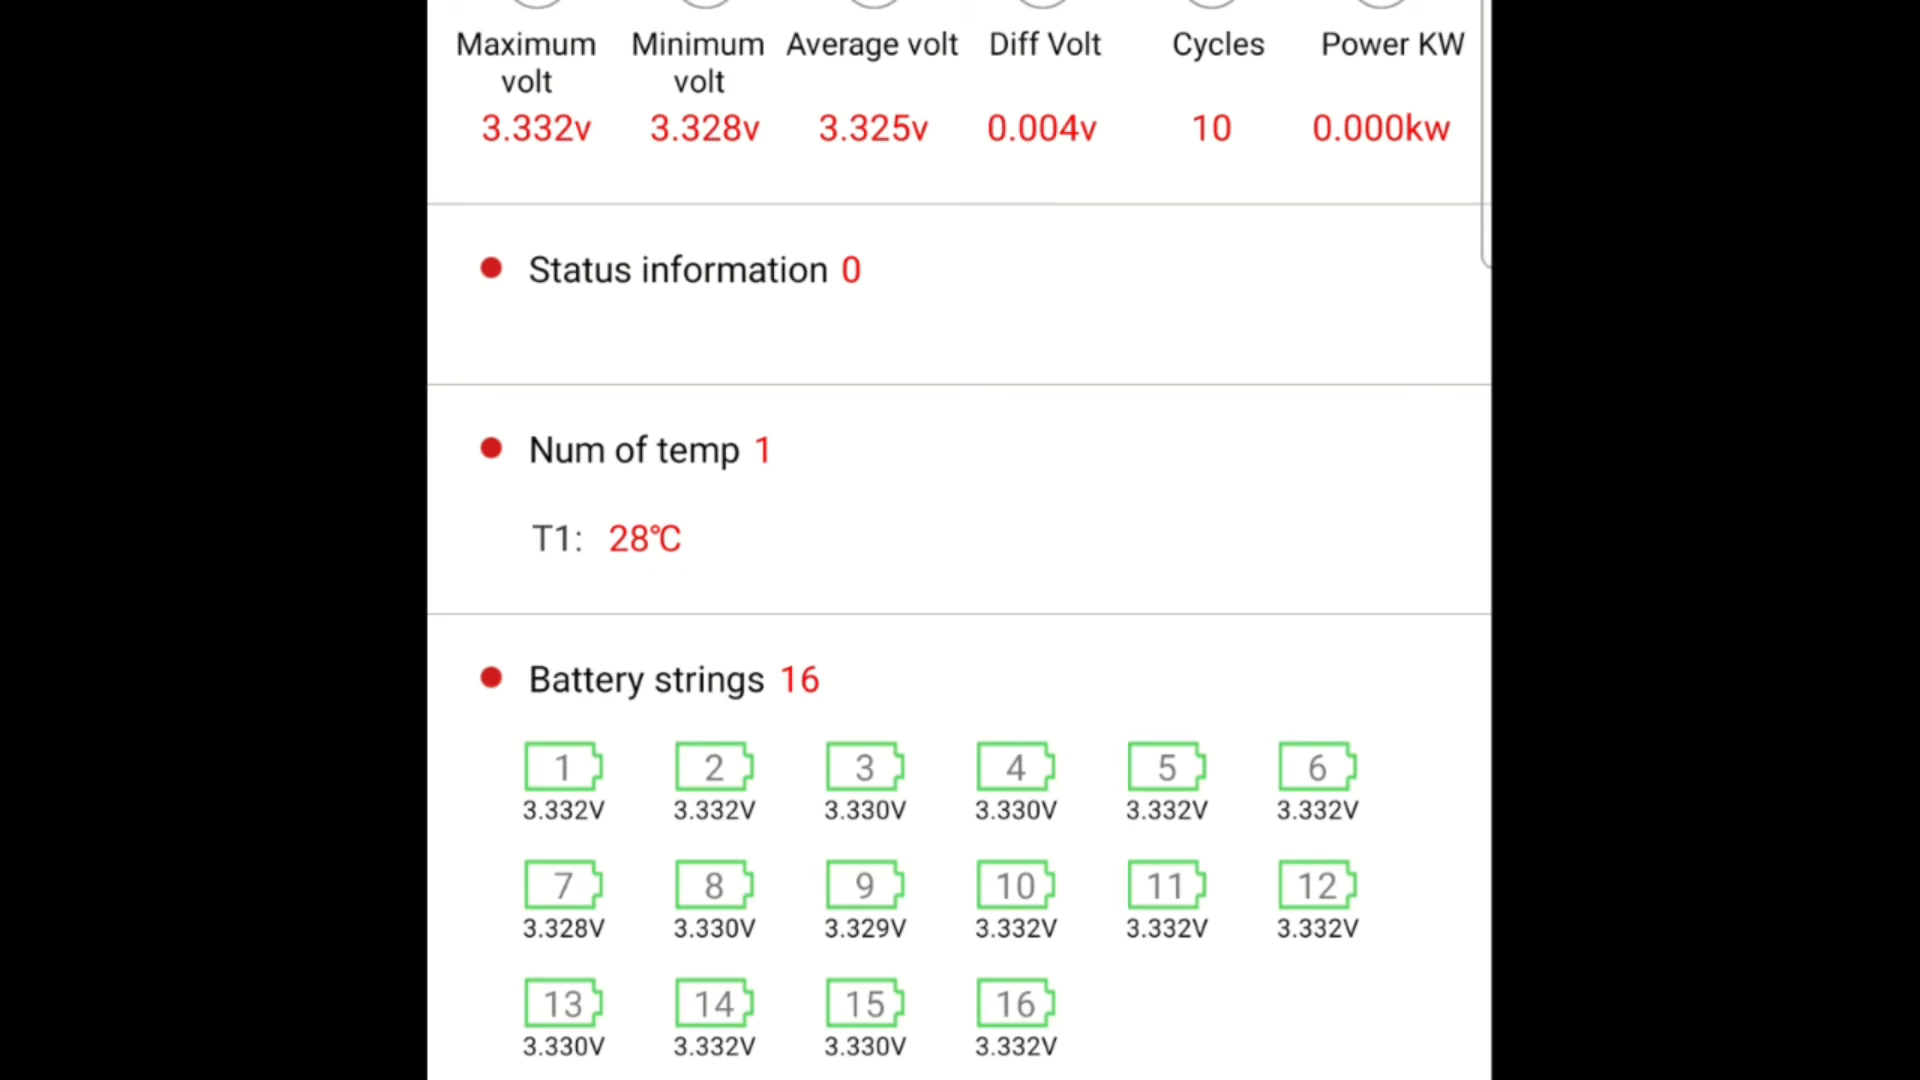 Maximum volt Minimum volt Average volt Diff Volt Cycles Power KW
3.332v 3.328v 3.325v 0.004v 10 0.000kw
Status information 0
Num of temp 1
T1: 28℃
Battery strings 16
1 2 3 4 5 6
3.332V 3.332V 3.330V 3.330V 3.332V 3.332V
7 8 9 10 11 12
3.328V 3.330V 3.329V 3.332V 3.332V 3.332V
13 14 15 16
3.330V 3.332V 3.330V 3.332V